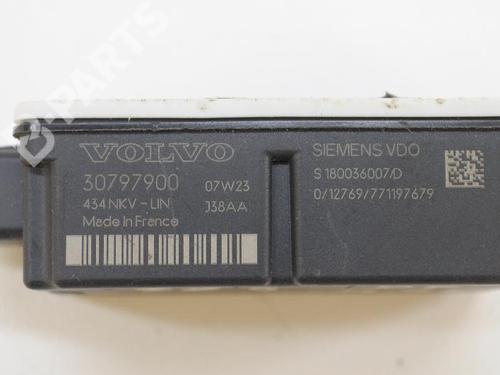 B PARTS
VOLVO
30797900 07W23
434 NKV-LIN J38AA
Made In France
SIEMENS VDO
S 180036007/D
0/12769/771197679